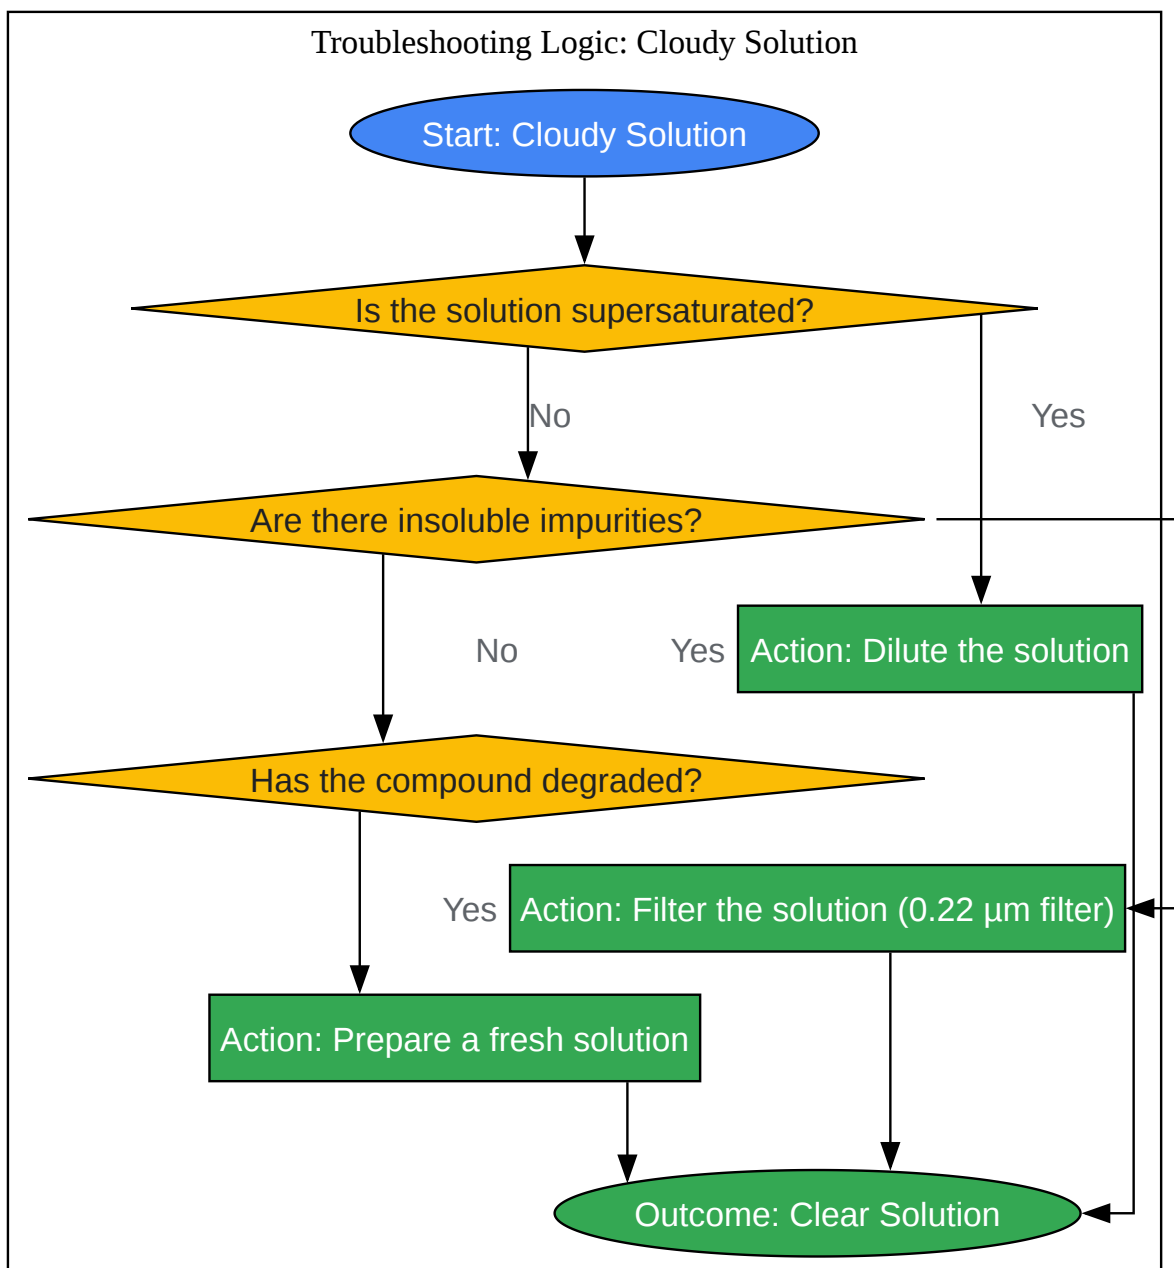 Troubleshooting Logic: Cloudy Solution
Start: Cloudy Solution
Is the solution supersaturated?
No
Yes
Are there insoluble impurities?
No
Yes
Action: Dilute the solution
Has the compound degraded?
Yes
Action: Filter the solution (0.22 µm filter)
Action: Prepare a fresh solution
Outcome: Clear Solution